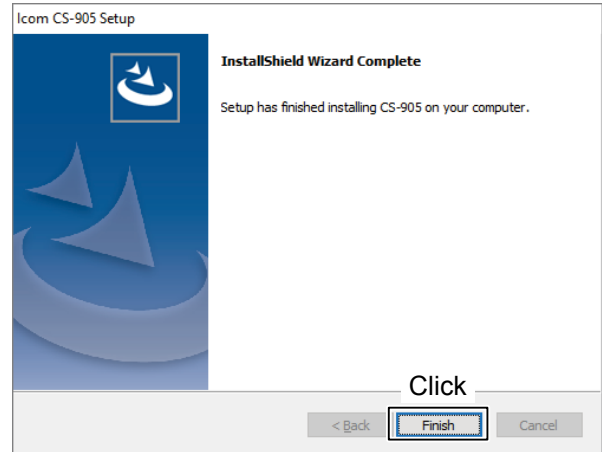 Icom CS-905 Setup
InstallShield Wizard Complete
Setup has finished installing CS-905 on your computer.
Click
< Back Finish Cancel